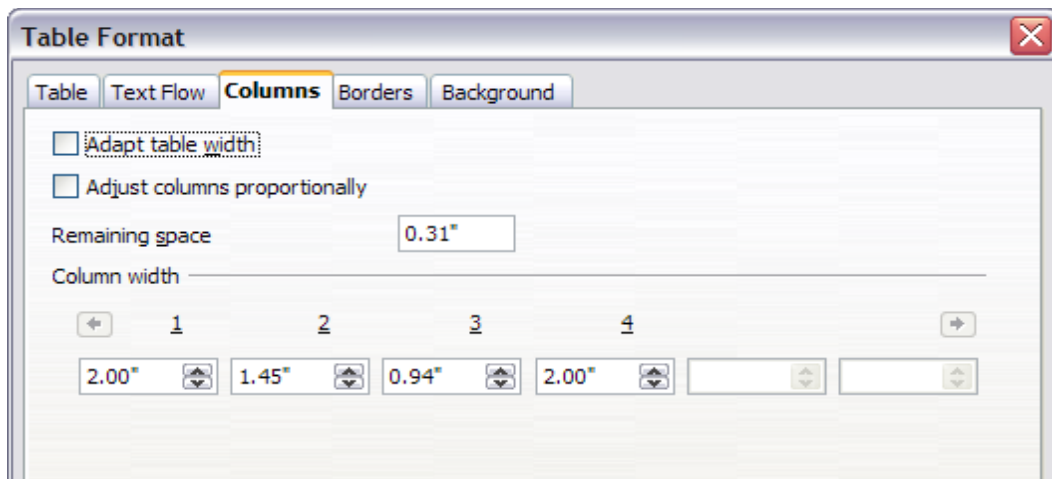 Table Format
Table Text Flow Columns Borders Background
Adapt table width
Adjust columns proportionally
Remaining space 0.31"
Column width
1 2 3 4
2.00" 1.45" 0.94" 2.00"